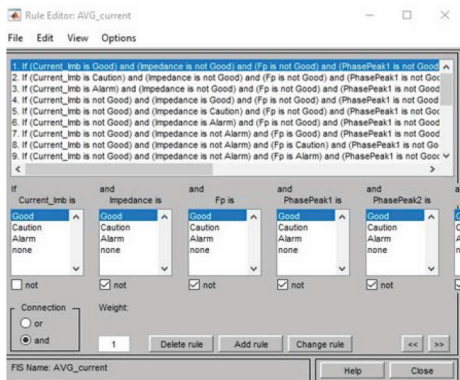 Rule Editor: AVG_current
File Edit View Options
1. If (Current_Imb is Good) and (Impedance is not Good) and (Fp is not Good) and (PhasePeak1 is not Good)
2. If (Current_Imb is Caution) and (Impedance is not Good) and (Fp is not Good) and (PhasePeak1 is not Goo
3. If (Current_Imb is Alarm) and (Impedance is not Good) and (Fp is not Good) and (PhasePeak1 is not Good)
4. If (Current_Imb is not Good) and (Impedance is Good) and (Fp is not Good) and (PhasePeak1 is not Good)
5. If (Current_Imb is not Good) and (Impedance is Caution) and (Fp is not Good) and (PhasePeak1 is not Goo
6. If (Current_Imb is not Good) and (Impedance is Alarm) and (Fp is not Good) and (PhasePeak1 is not Good)
7. If (Current_Imb is not Good) and (Impedance is not Alarm) and (Fp is Good) and (PhasePeak1 is not Good)
8. If (Current_Imb is not Good) and (Impedance is not Alarm) and (Fp is Caution) and (PhasePeak1 is not Go
9. If (Current_Imb is not Good) and (Impedance is not Alarm) and (Fp is Alarm) and (PhasePeak1 is not Good
If and and and and a
Current_Imb is Impedance is Fp is PhasePeak1 is PhasePeak2 is
Good Good Good Good Good
Caution Caution Caution Caution Caution
Alarm Alarm Alarm Alarm Alarm
none none none none none
not not not not not
Connection Weight:
or
and 1 Delete rule Add rule Change rule << >>
FIS Name: AVG_current Help Close